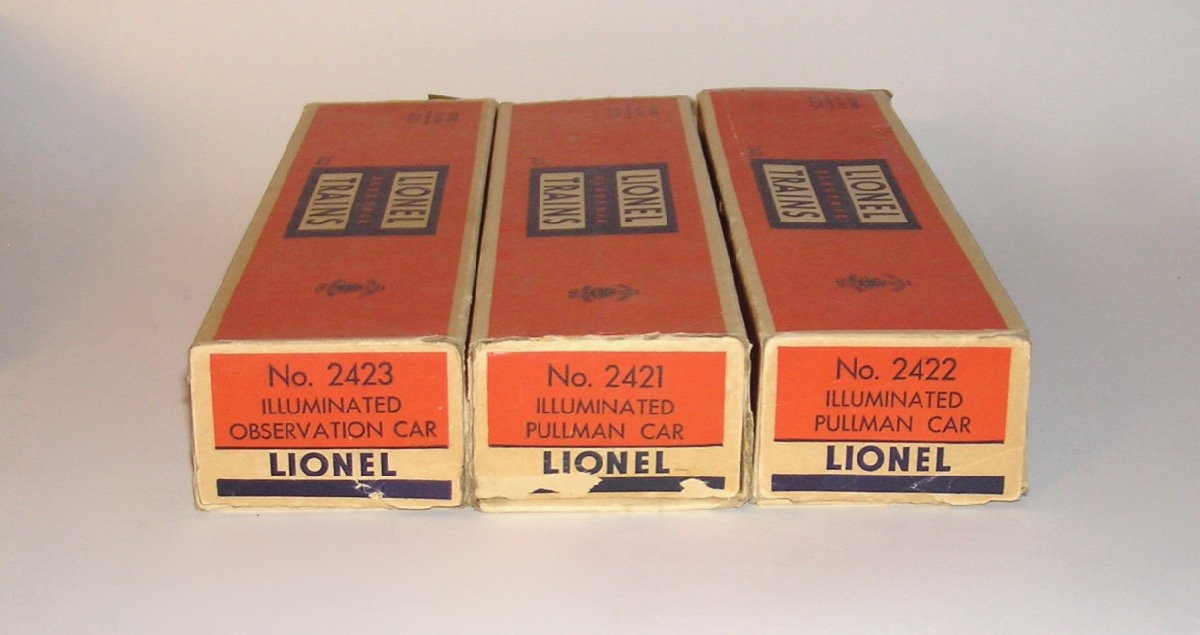 LIONEL
TRAINS
LIONEL
TRAINS
LIONEL
TRAINS
No. 2423
ILLUMINATED
OBSERVATION CAR
LIONEL
No. 2421
ILLUMINATED
PULLMAN CAR
LIONEL
No. 2422
ILLUMINATED
PULLMAN CAR
LIONEL